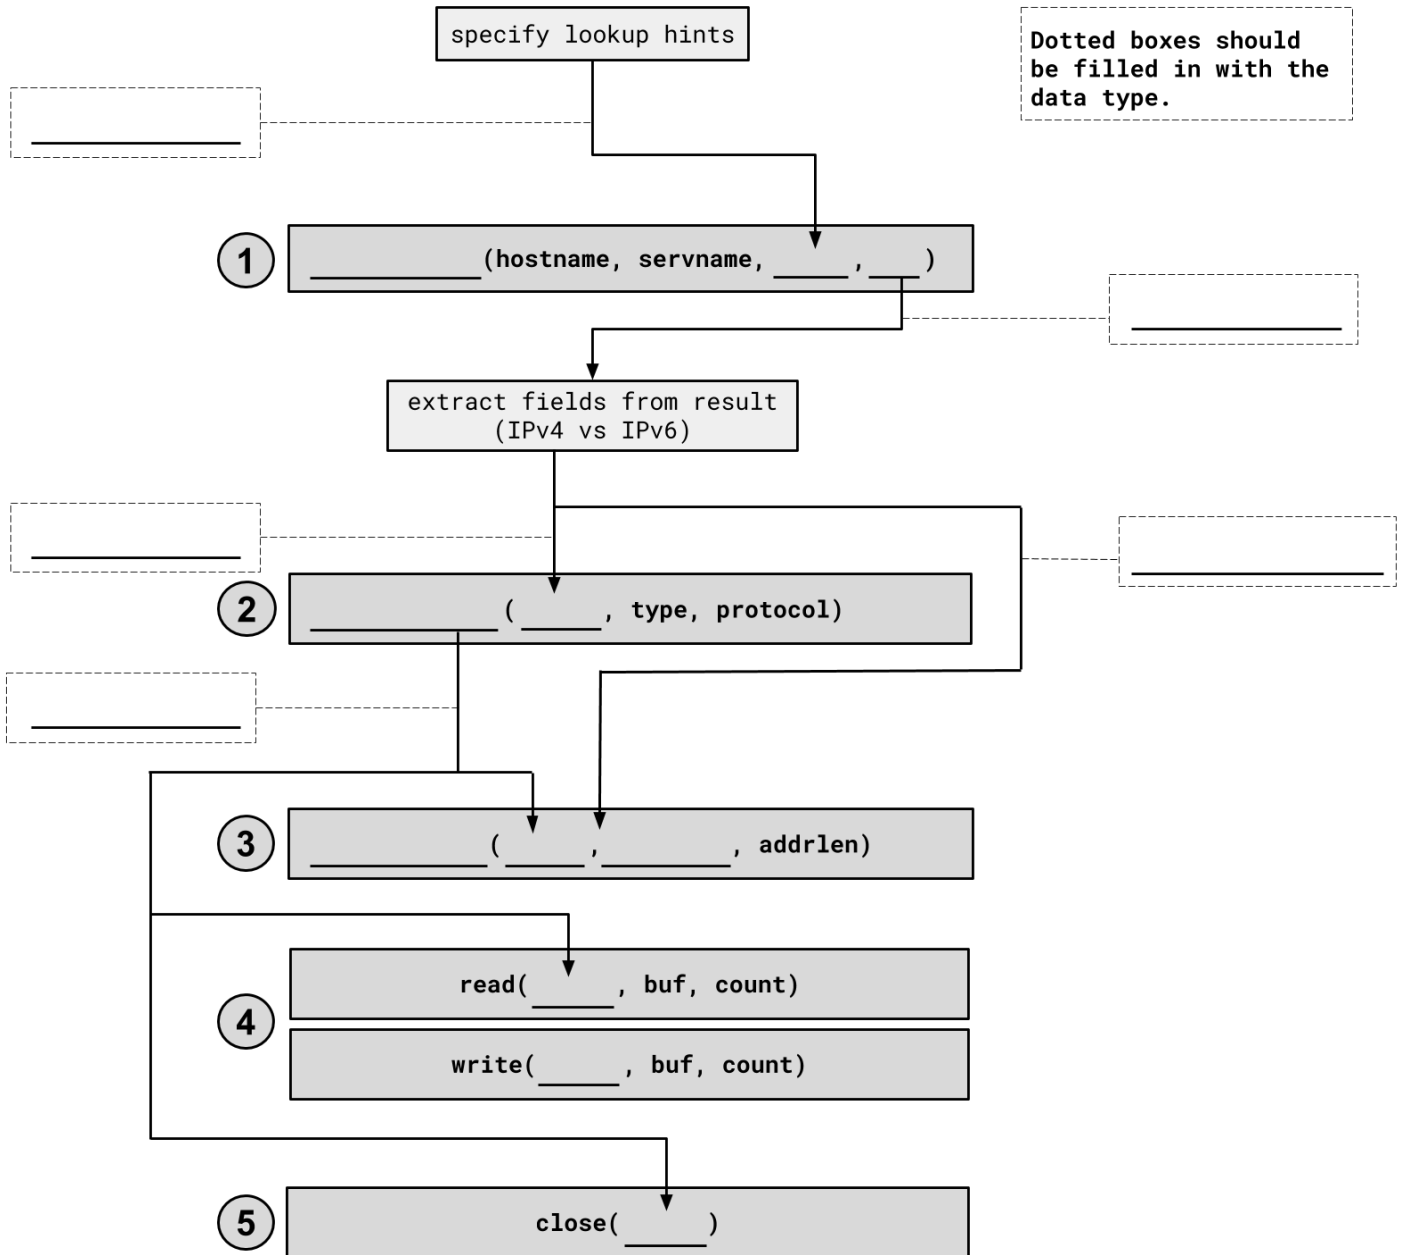 specify lookup hints
Dotted boxes should
be filled in with the
data type.
1
(hostname, servname, , )
extract fields from result
(IPv4 vs IPv6)
2
( , type, protocol)
3
( , , addrlen)
4
read( , buf, count)
write( , buf, count)
5
close( )